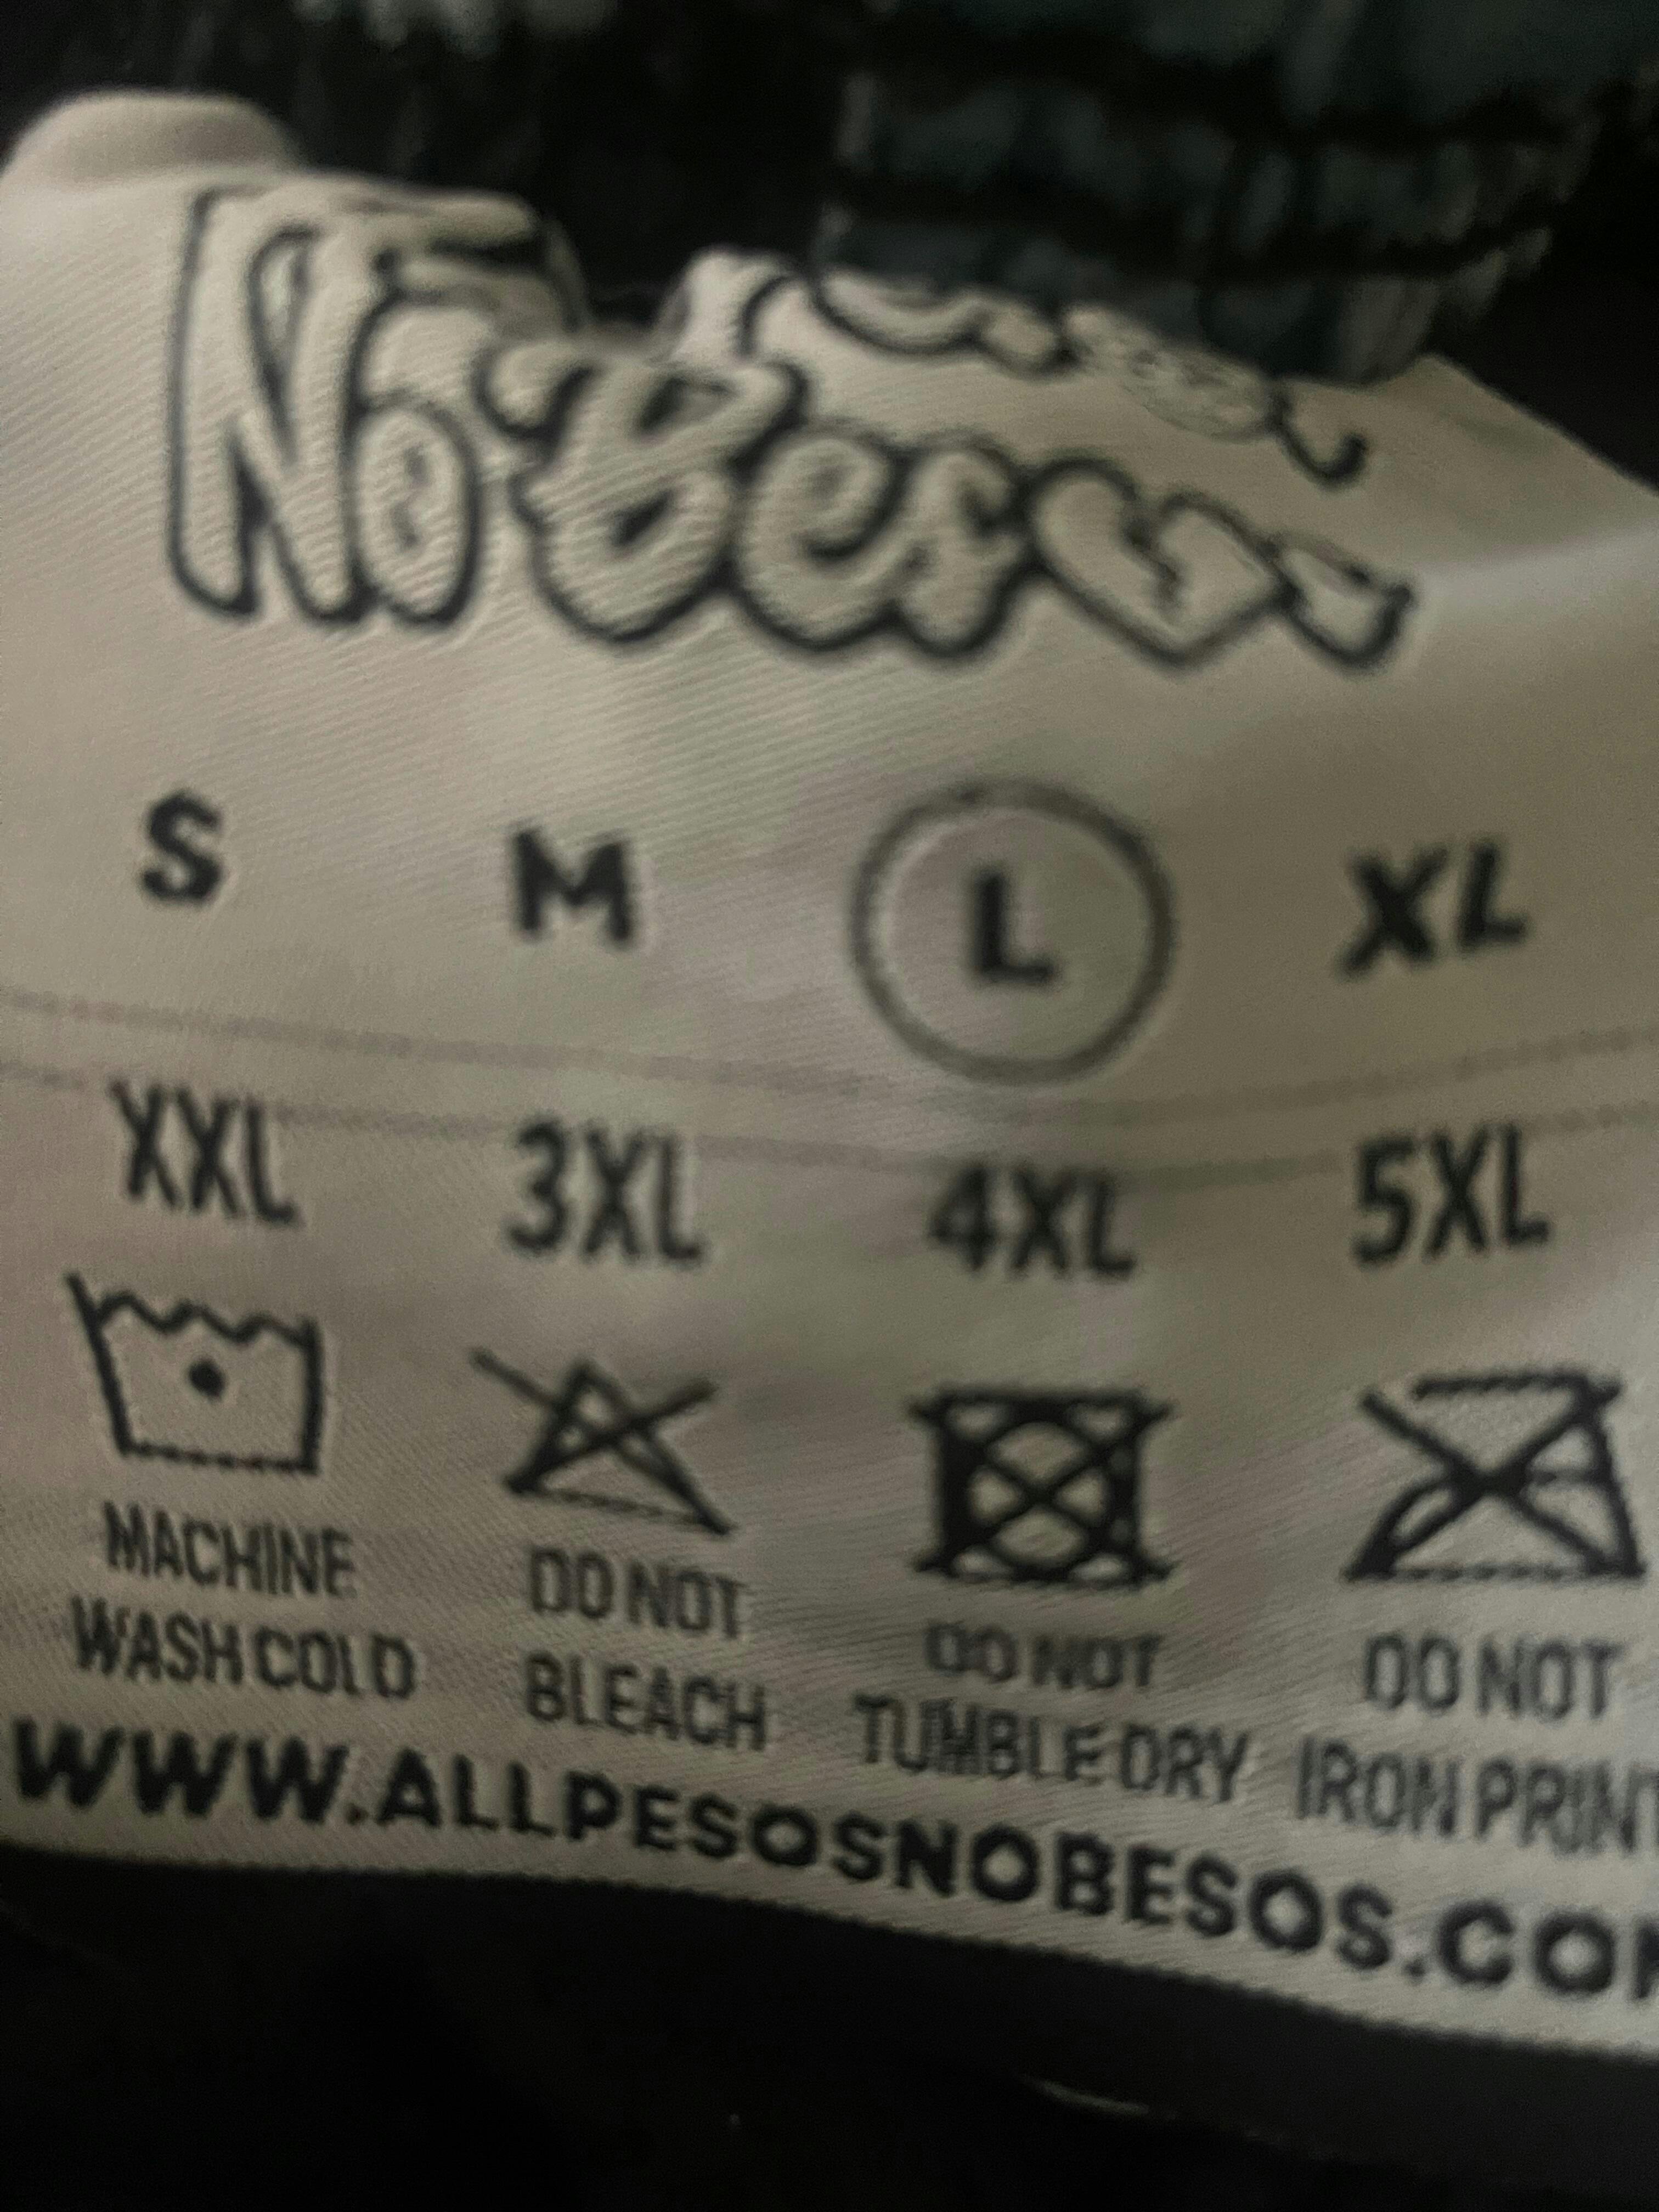 No Besos
S M L XL
XXL 3XL 4XL 5XL
MACHINE WASH COLD
DO NOT BLEACH
DO NOT TUMBLE DRY
DO NOT IRON PRINT
WWW.ALLPESOSNOBESOS.COM